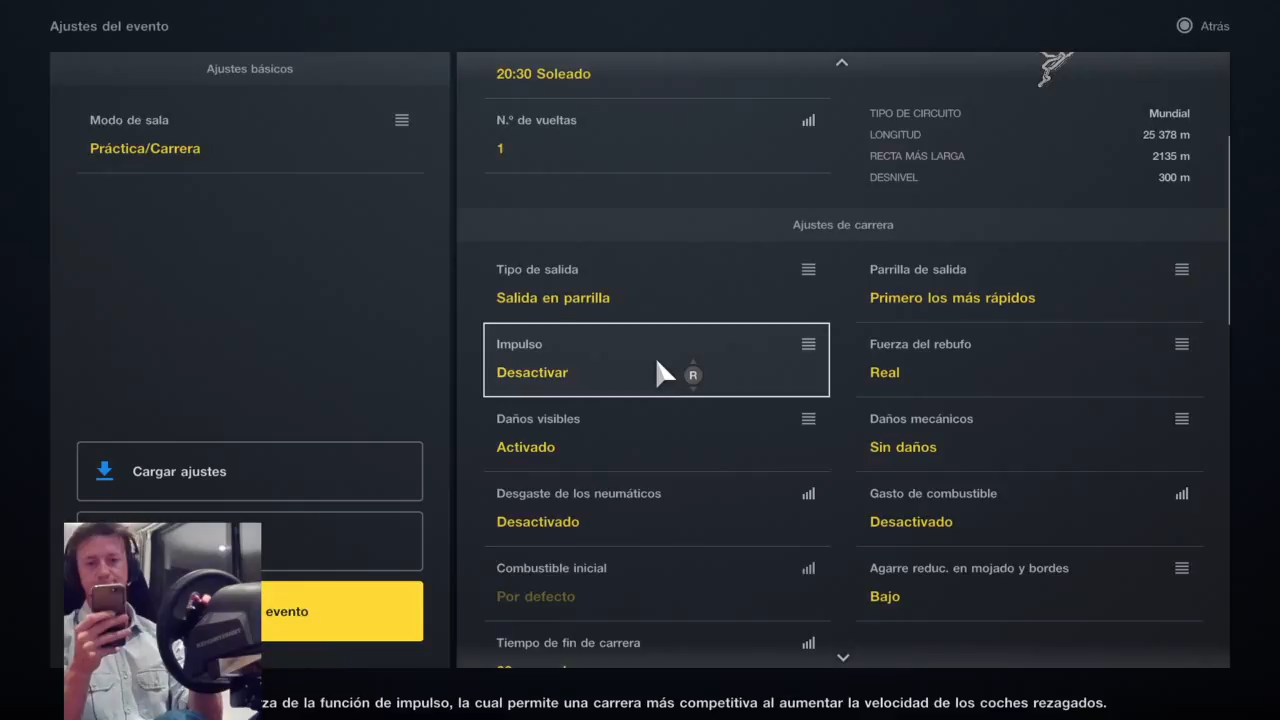 Ajustes del evento
Atrás
Ajustes básicos
Modo de sala
Práctica/Carrera
Cargar ajustes
evento
20:30 Soleado
N.º de vueltas
1
TIPO DE CIRCUITO Mundial
LONGITUD 25 378 m
RECTA MÁS LARGA 2135 m
DESNIVEL 300 m
Ajustes de carrera
Tipo de salida
Salida en parrilla
Parrilla de salida
Primero los más rápidos
Impulso
Desactivar
R
Fuerza del rebufo
Real
Daños visibles
Activado
Daños mecánicos
Sin daños
Desgaste de los neumáticos
Desactivado
Gasto de combustible
Desactivado
Combustible inicial
Por defecto
Agarre reduc. en mojado y bordes
Bajo
Tiempo de fin de carrera
de la función de impulso, la cual permite una carrera más competitiva al aumentar la velocidad de los coches rezagados.